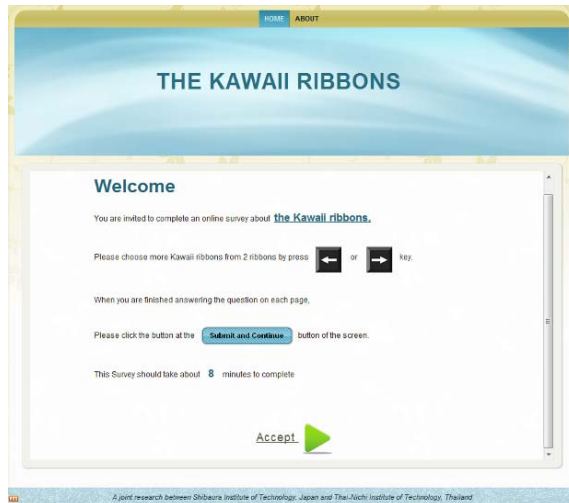 HOME ABOUT
THE KAWAII RIBBONS
Welcome
You are invited to complete an online survey about the Kawaii ribbons.
Please choose more Kawaii ribbons from 2 ribbons by press ← or → key.
When you are finished answering the question on each page,
Please click the button at the Submit and Continue button of the screen.
This Survey should take about 8 minutes to complete
Accept
A joint research between Shibaura Institute of Technology, Japan and Thai-Nichi Institute of Technology, Thailand